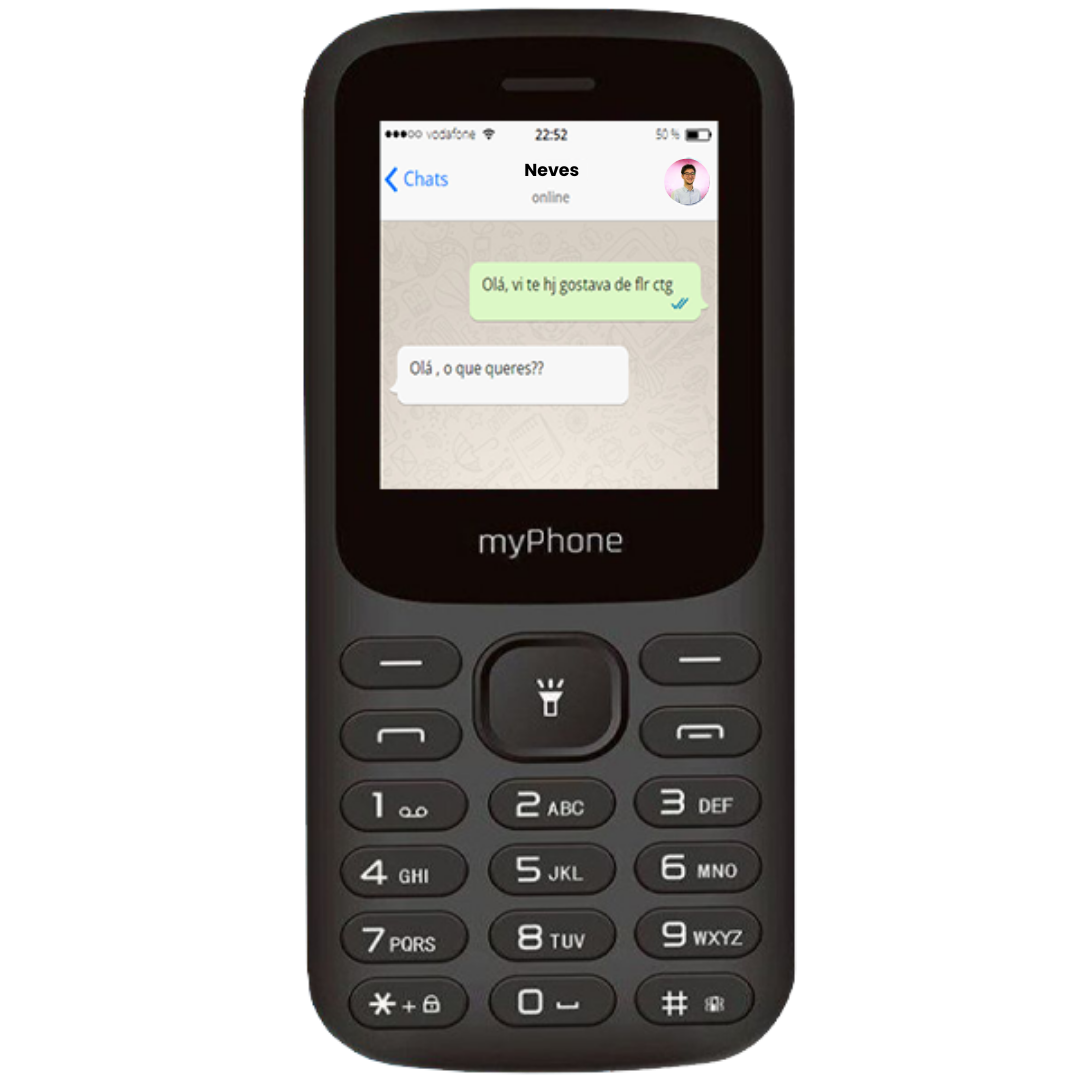 vodafone 22:52 50 %
Chats
Neves
online
Olá, vi te hj gostava de flr ctg
Olá , o que queres??
myPhone
1 2 ABC 3 DEF
4 GHI 5 JKL 6 MNO
7 PQRS 8 TUV 9 WXYZ
* + 0 #